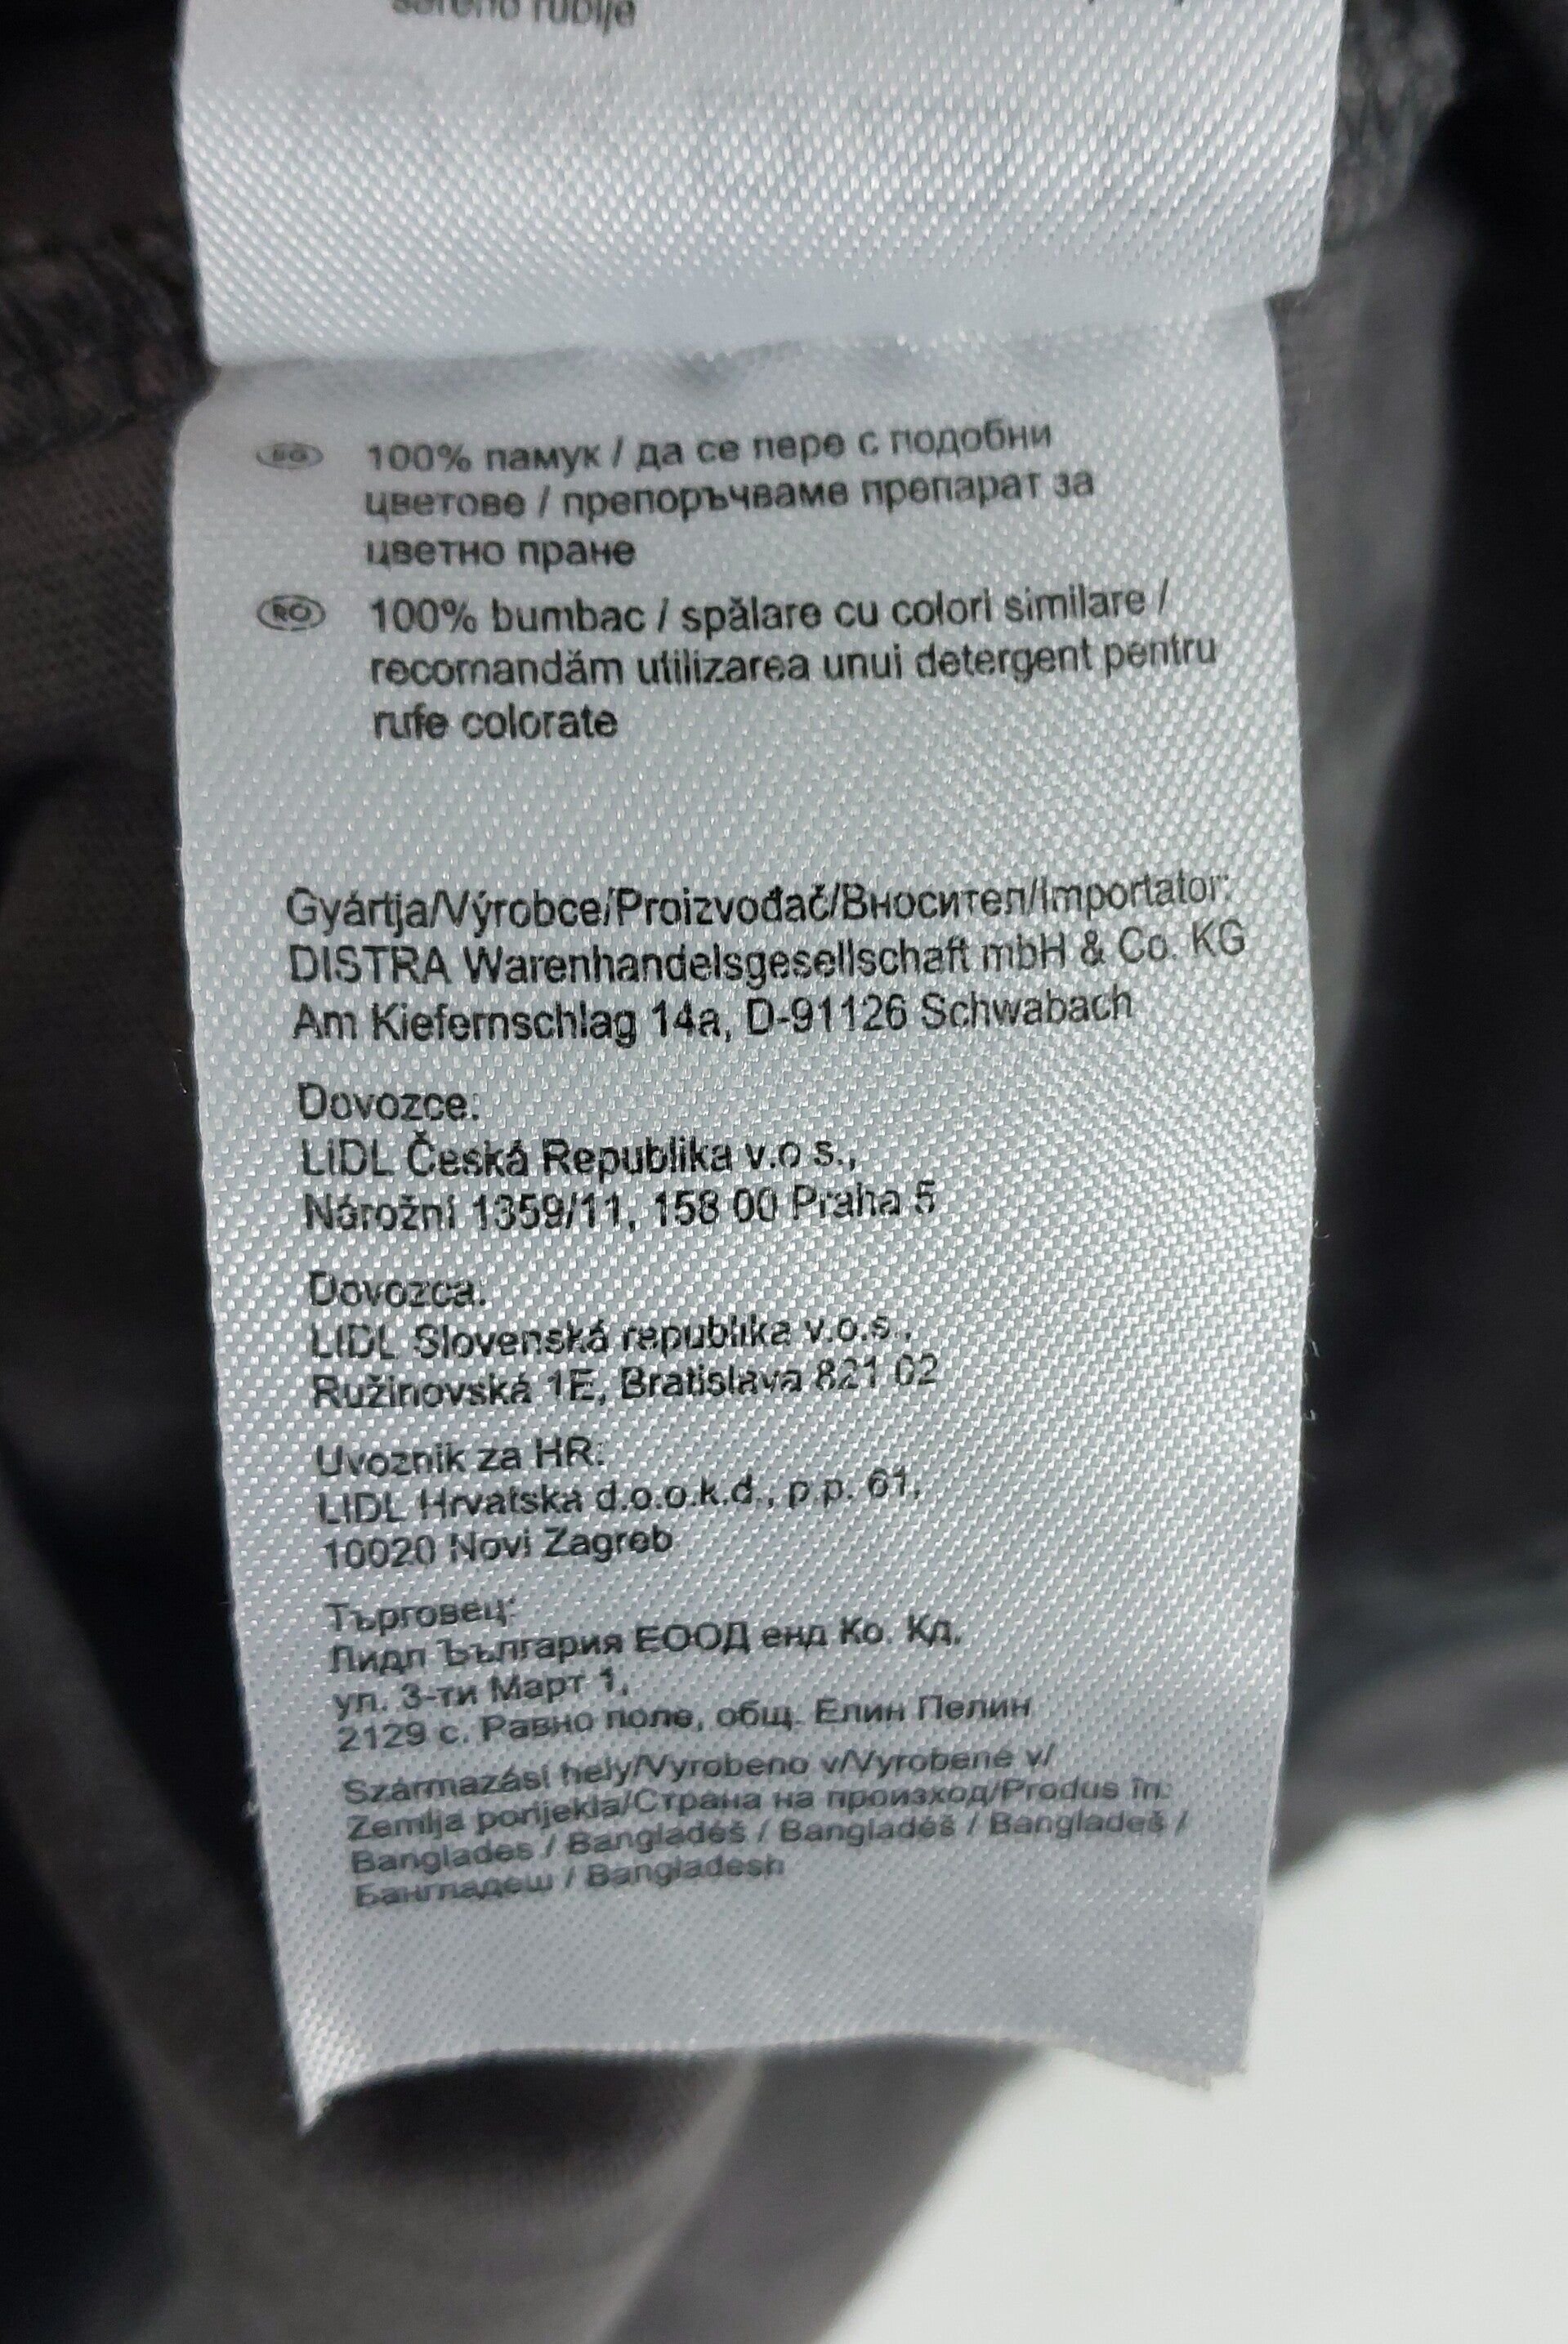 šareno rublje
BG 100% памук / да се пере с подобни
цветове / препоръчваме препарат за
цветно пране
RO 100% bumbac / spălare cu colori similare /
recomandăm utilizarea unui detergent pentru
rufe colorate
Gyártja/Výrobce/Proizvođač/Вносител/Importator:
DISTRA Warenhandelsgesellschaft mbH & Co. KG
Am Kiefernschlag 14a, D-91126 Schwabach
Dovozce:
LIDL Česká Republika v.o s.,
Nárožní 1359/11, 158 00 Praha 5
Dovozca:
LIDL Slovenská republika v.o.s.,
Ružinovská 1E, Bratislava 821 02
Uvoznik za HR:
LIDL Hrvatska d.o.o.k.d., p.p. 61,
10020 Novi Zagreb
Търговец:
Лидл България ЕООД енд Ко. Кд,
ул. 3-ти Март 1,
2129 с. Равно поле, общ. Елин Пелин
Származási hely/Vyrobeno v/Vyrobené v/
Zemlja porijekla/Страна на произход/Produs în:
Banglades / Bangladéš / Bangladéš / Bangladeš /
Бангладеш / Bangladesh